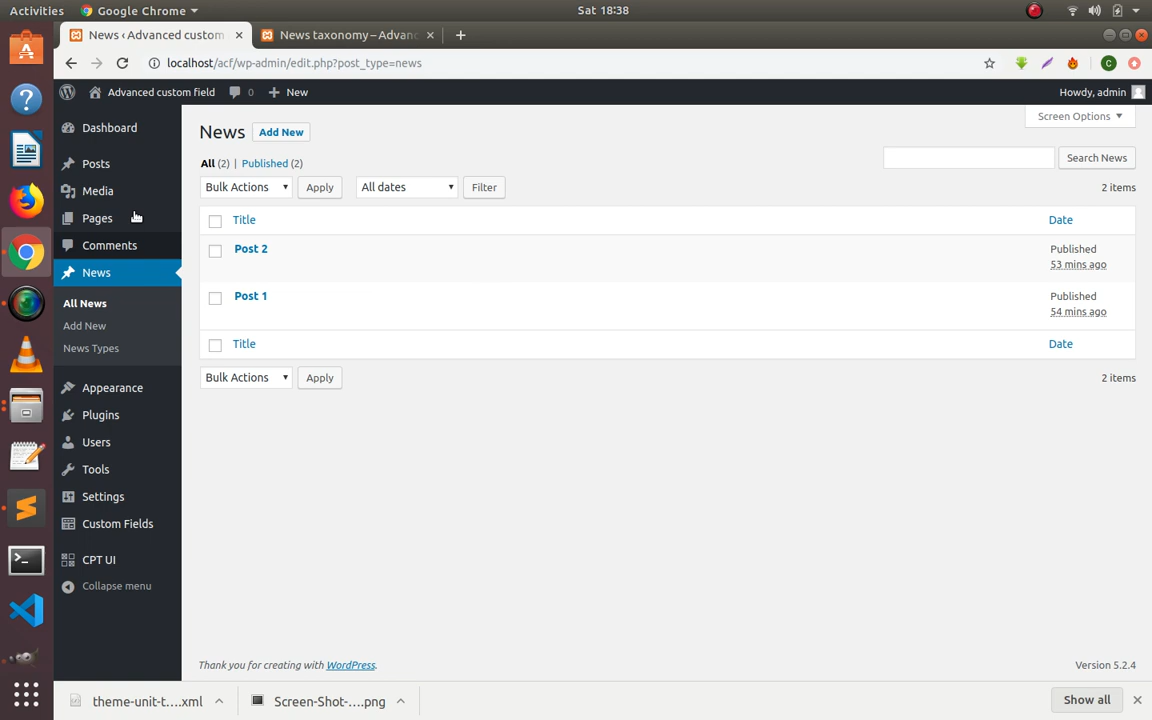 Activities Google Chrome Sat 18:38
News ‹ Advanced custom News taxonomy – Advanc
localhost/acf/wp-admin/edit.php?post_type=news C
Advanced custom field 0 New Howdy, admin
Screen Options
Dashboard
Posts
Media
Pages
Comments
News
All News
Add New
News Types
Appearance
Plugins
Users
Tools
Settings
Custom Fields
CPT UI
Collapse menu
News Add New
All (2) | Published (2)
Search News
Bulk Actions Apply All dates Filter 2 items
Title Date
Post 2 Published
53 mins ago
Post 1 Published
54 mins ago
Title Date
Bulk Actions Apply 2 items
Thank you for creating with WordPress. Version 5.2.4
theme-unit-t....xml Screen-Shot-....png Show all